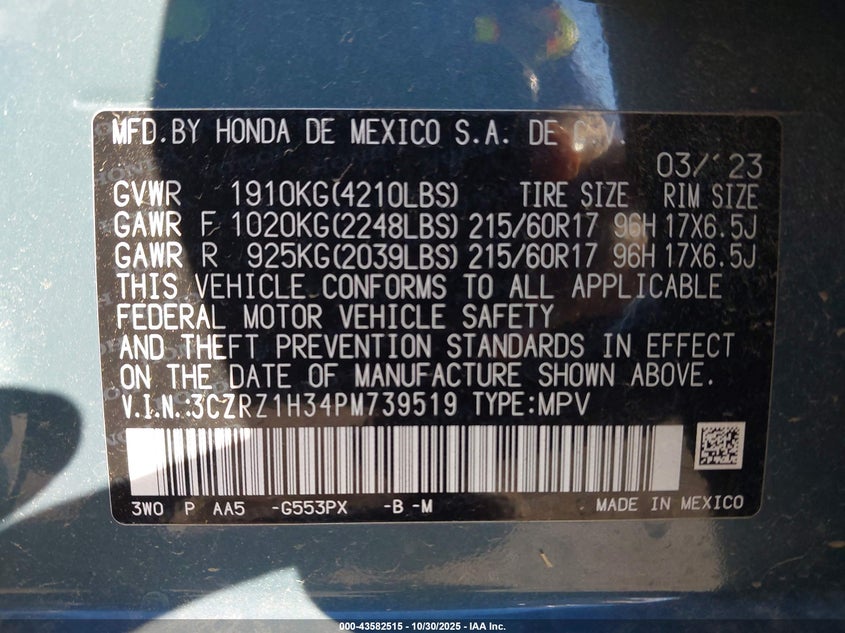 MFD.BY HONDA DE MEXICO S.A. DE C.V.
03/'23
GVWR 1910KG(4210LBS) TIRE SIZE RIM SIZE
GAWR F 1020KG(2248LBS) 215/60R17 96H 17X6.5J
GAWR R 925KG(2039LBS) 215/60R17 96H 17X6.5J
THIS VEHICLE CONFORMS TO ALL APPLICABLE
FEDERAL MOTOR VEHICLE SAFETY
AND THEFT PREVENTION STANDARDS IN EFFECT
ON THE DATE OF MANUFACTURE SHOWN ABOVE.
V.I.N.:3CZRZ1H34PM739519 TYPE:MPV
3WO P AA5 -G553PX -B -M MADE IN MEXICO
000-43582515 - 10/30/2025 - IAA Inc.